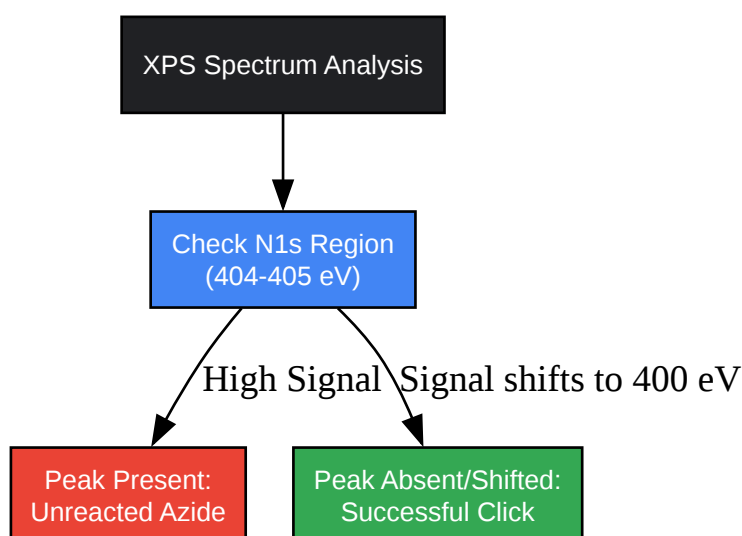 XPS Spectrum Analysis
Check N1s Region
(404-405 eV)
High Signal
Signal shifts to 400 eV
Peak Present:
Unreacted Azide
Peak Absent/Shifted:
Successful Click